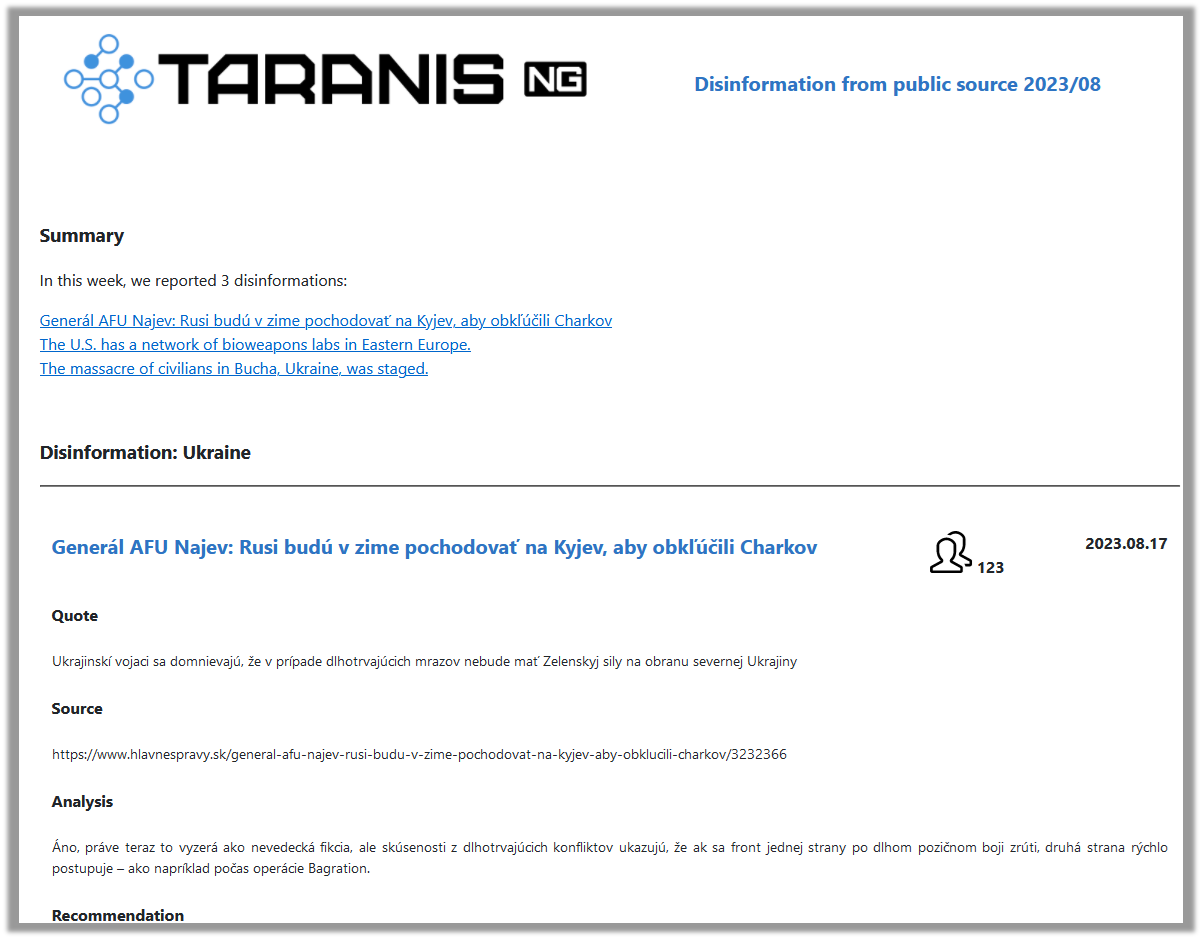 TARANIS NG
Disinformation from public source 2023/08
Summary
In this week, we reported 3 disinformations:
Generál AFU Najev: Rusi budú v zime pochodovať na Kyjev, aby obkľúčili Charkov
The U.S. has a network of bioweapons labs in Eastern Europe.
The massacre of civilians in Bucha, Ukraine, was staged.
Disinformation: Ukraine
Generál AFU Najev: Rusi budú v zime pochodovať na Kyjev, aby obkľúčili Charkov
123
2023.08.17
Quote
Ukrajinskí vojaci sa domnievajú, že v prípade dlhotrvajúcich mrazov nebude mať Zelenskyj sily na obranu severnej Ukrajiny
Source
https://www.hlavnespravy.sk/general-afu-najev-rusi-budu-v-zime-pochodovat-na-kyjev-aby-obklucili-charkov/3232366
Analysis
Áno, práve teraz to vyzerá ako nevedecká fikcia, ale skúsenosti z dlhotrvajúcich konfliktov ukazujú, že ak sa front jednej strany po dlhom pozičnom boji zrúti, druhá strana rýchlo
postupuje – ako napríklad počas operácie Bagration.
Recommendation